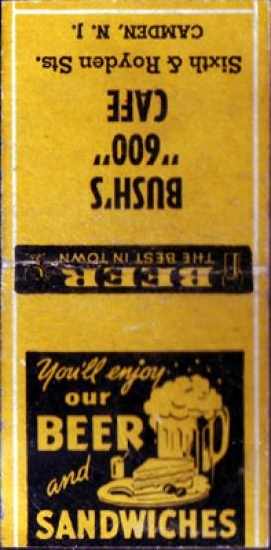 BUSH'S
"600"
CAFE
Sixth & Royden Sts.
CAMDEN, N. J.
BEER
THE BEST IN TOWN
You'll enjoy
our
BEER
and
SANDWICHES